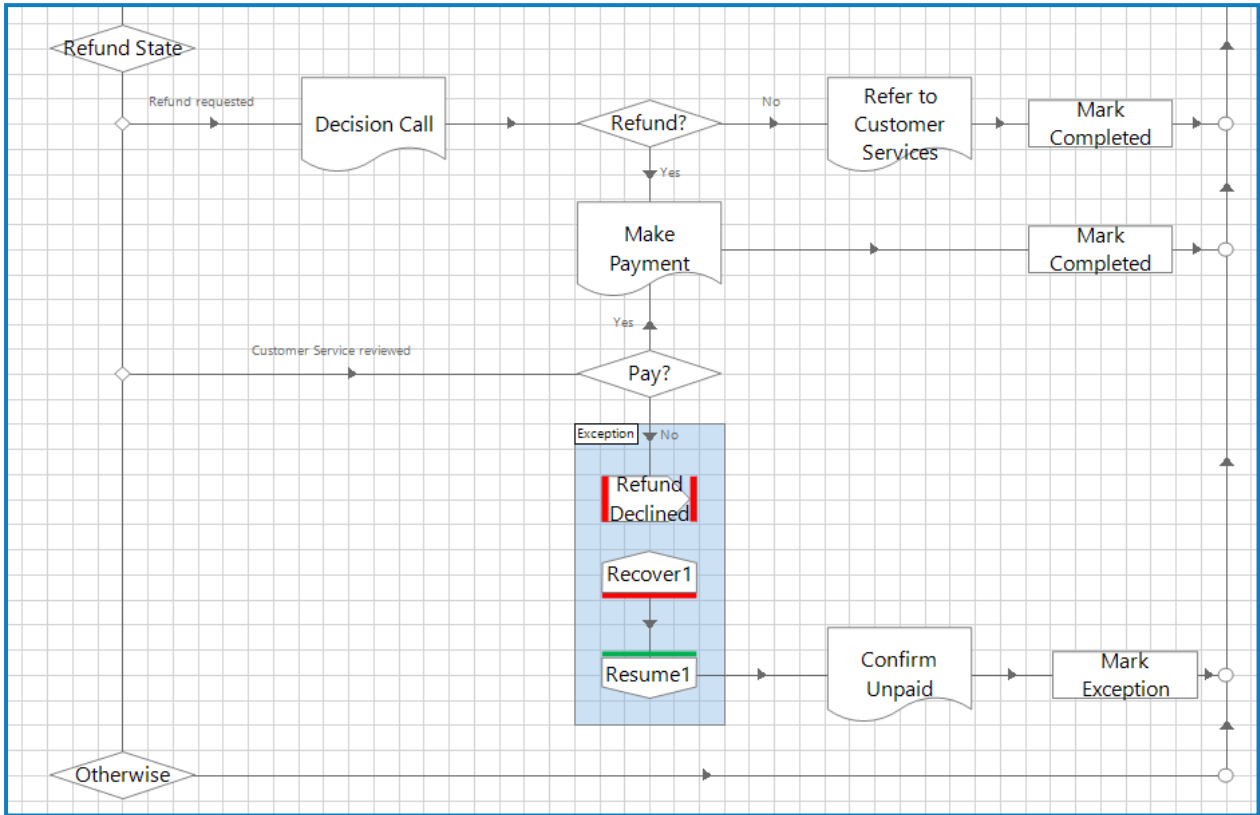 Refund State
Refund requested
Decision Call
Refund?
No
Refer to
Customer
Services
Mark
Completed
Yes
Make
Payment
Mark
Completed
Yes
Customer Service reviewed
Pay?
Exception
No
Refund
Declined
Recover1
Resume1
Confirm
Unpaid
Mark
Exception
Otherwise